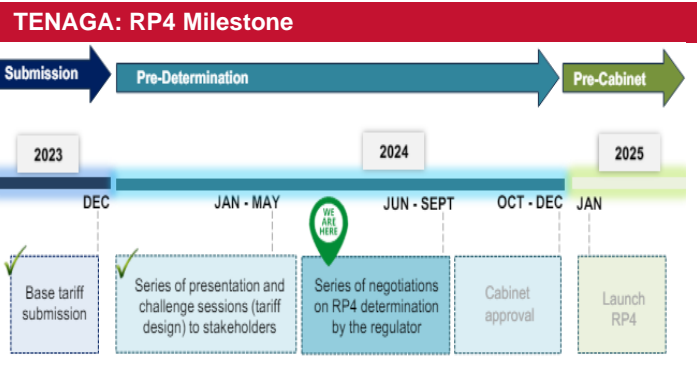 TENAGA: RP4 Milestone
Submission
Pre-Determination
Pre-Cabinet
2023
2024
2025
DEC
JAN - MAY
JUN - SEPT
OCT - DEC
JAN
WE
ARE
HERE
Base tariff
submission
Series of presentation and
challenge sessions (tariff
design) to stakeholders
Series of negotiations
on RP4 determination
by the regulator
Cabinet
approval
Launch
RP4